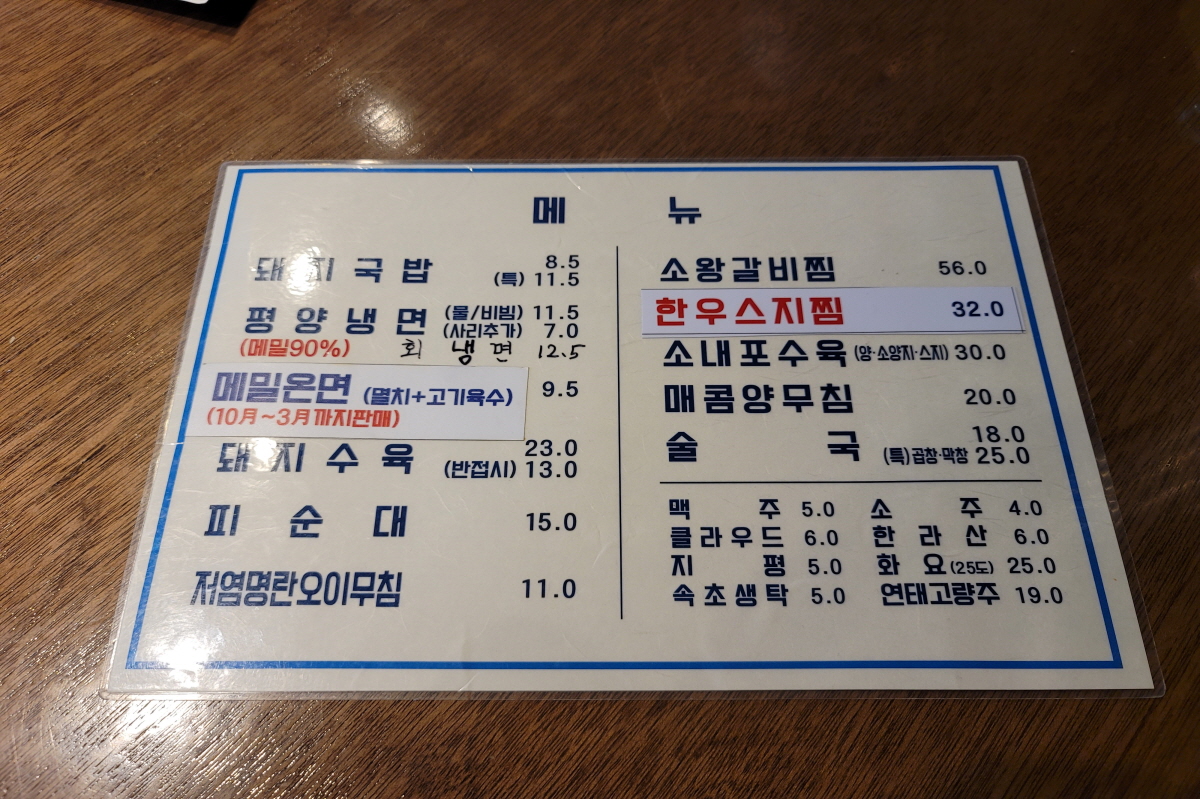 메 뉴
돼지국밥 8.5
(특) 11.5
평양냉면 (물/비빔) 11.5
(사리추가) 7.0
(메밀90%) 회 냉면 12.5
메밀온면 (멸치+고기육수) 9.5
(10月~3月까지판매)
돼지수육 23.0
(반접시) 13.0
피순대 15.0
저염명란오이무침 11.0
소왕갈비찜 56.0
한우스지찜 32.0
소내포수육 (양·소양지·스지) 30.0
매콤양무침 20.0
술국 18.0
(특)곱창·막창 25.0
맥주 5.0 소주 4.0
클라우드 6.0 한라산 6.0
지평 5.0 화요(25도) 25.0
속초생탁 5.0 연태고량주 19.0